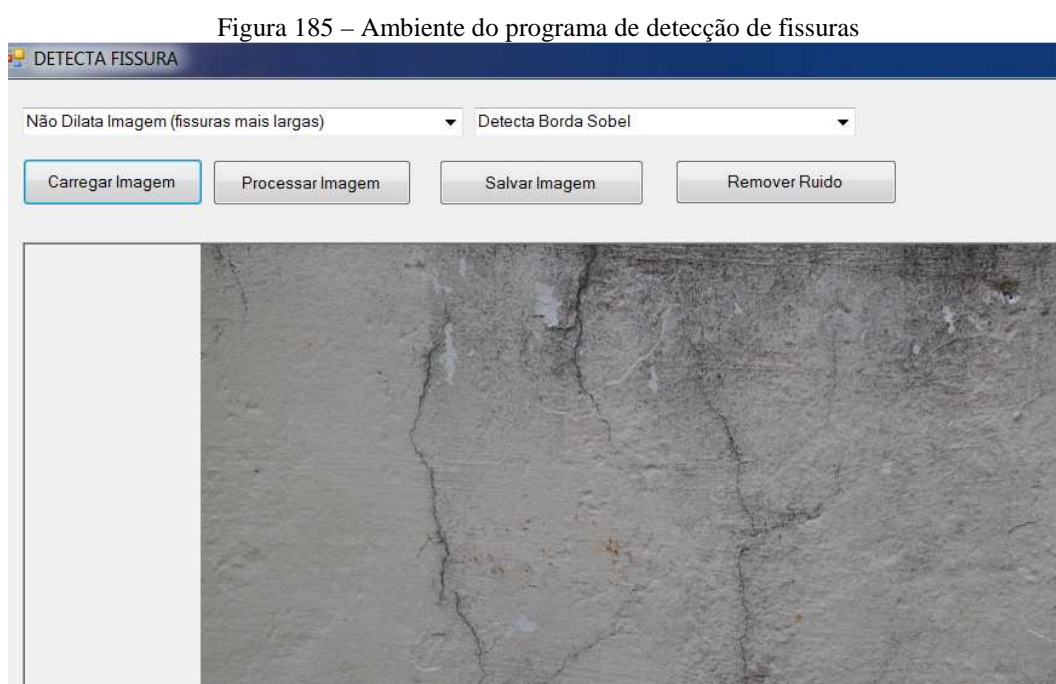 Figura 185 – Ambiente do programa de detecção de fissuras
DETECTA FISSURA
Não Dilata Imagem (fissuras mais largas) Detecta Borda Sobel
Carregar Imagem Processar Imagem Salvar Imagem Remover Ruido